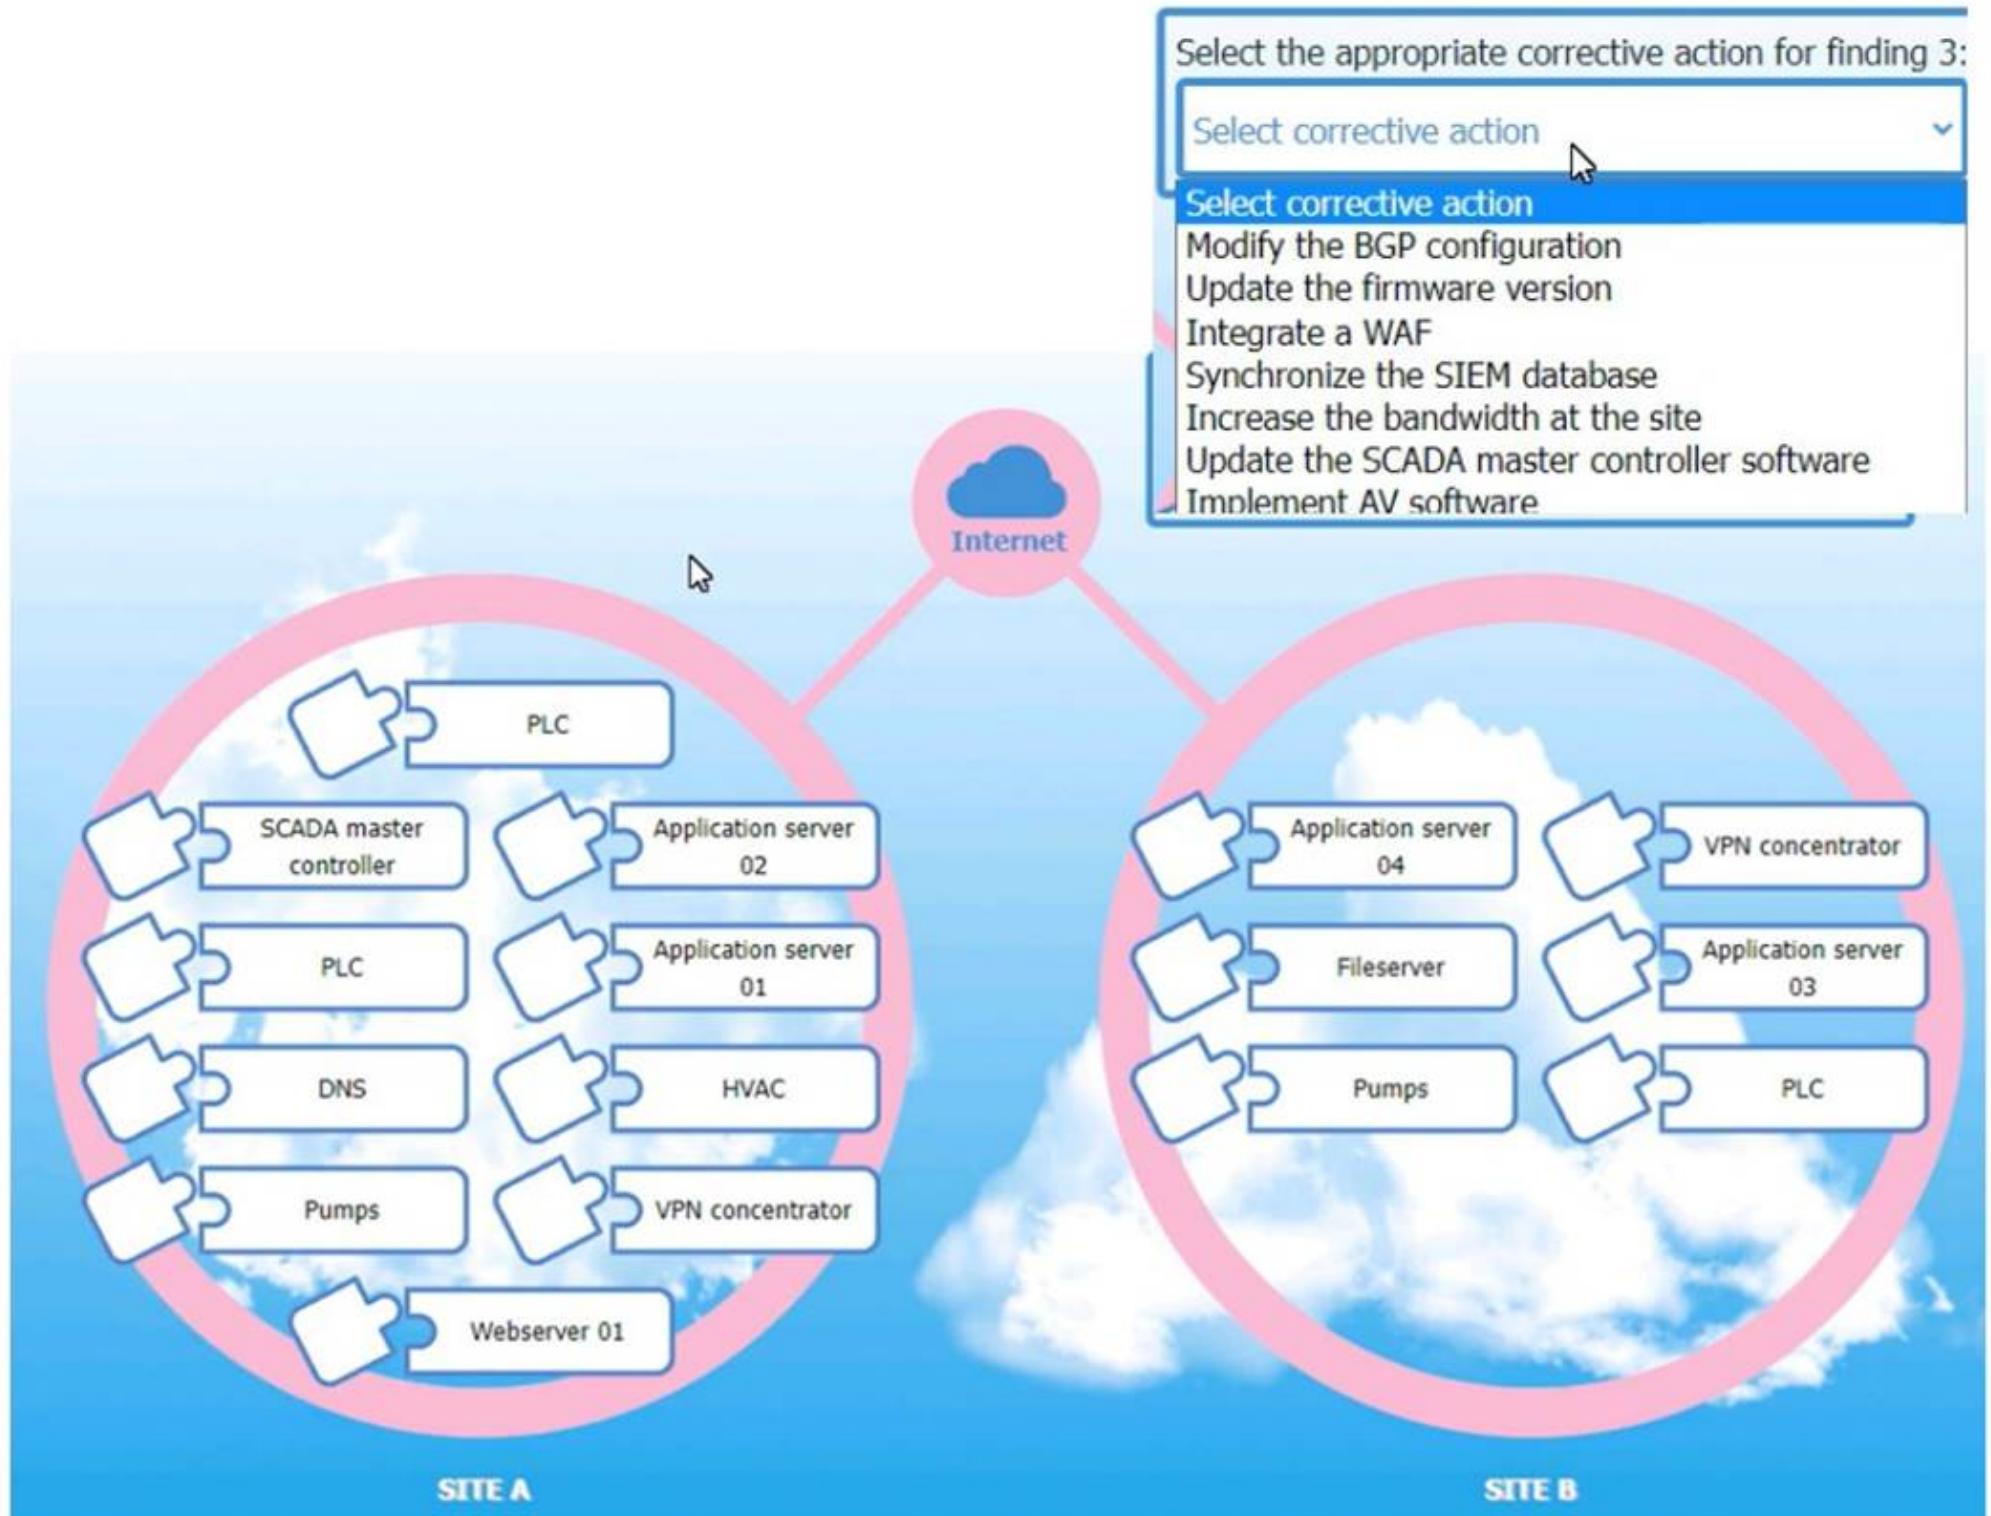 Select the appropriate corrective action for finding 3:
Select corrective action
Select corrective action
Modify the BGP configuration
Update the firmware version
Integrate a WAF
Synchronize the SIEM database
Increase the bandwidth at the site
Update the SCADA master controller software
Implement AV software
Internet
PLC
SCADA master
controller
Application server
02
PLC
Application server
01
DNS
HVAC
Pumps
VPN concentrator
Webserver 01
SITE A
Application server
04
VPN concentrator
Fileserver
Application server
03
Pumps
PLC
SITE B